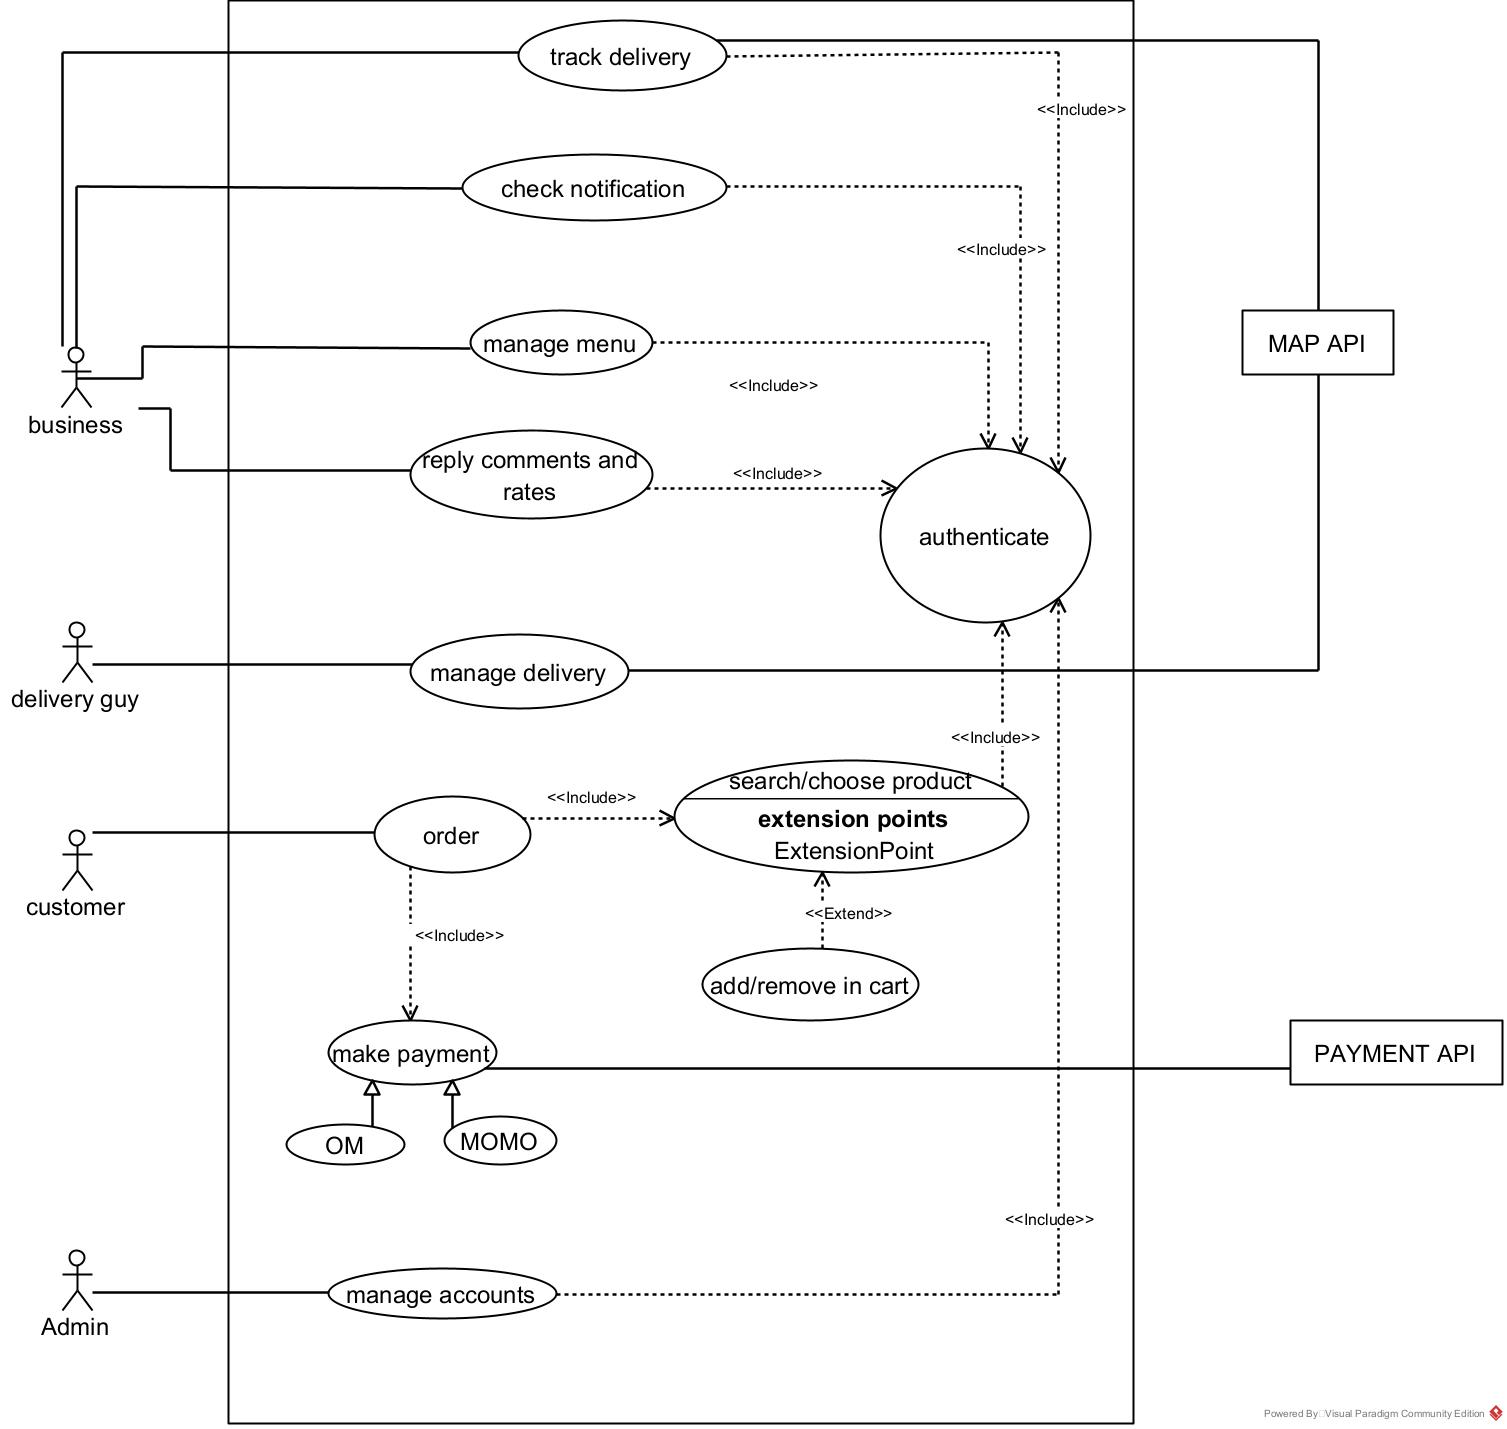 track delivery
<<Include>>
check notification
<<Include>>
manage menu
MAP API
<<Include>>
business
reply comments and
rates
<<Include>>
authenticate
manage delivery
delivery guy
<<Include>>
search/choose product
<<Include>>
extension points
order
ExtensionPoint
customer
<<Extend>>
<<Include>>
add/remove in cart
make payment
PAYMENT API
OM
MOMO
<<Include>>
manage accounts
Admin
Powered By Visual Paradigm Community Edition